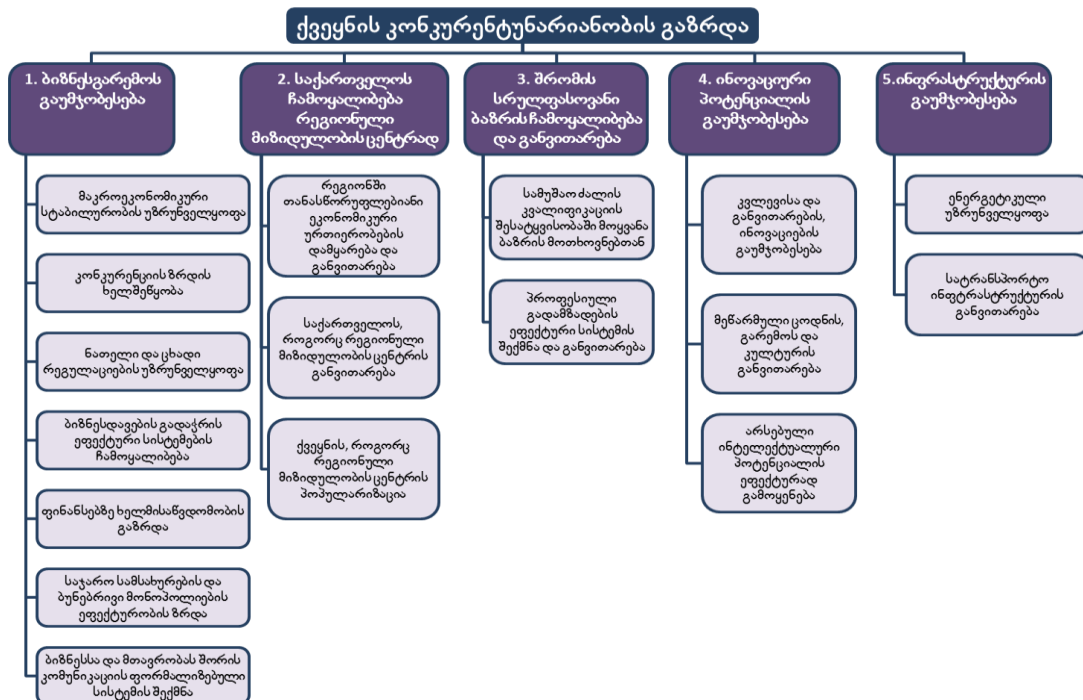 ქვეყნის კონკურენტუნარიანობის გაზრდა
1. ბიზნესგარემოს
გაუმჯობესება
მაკროეკონომიკური
სტაბილურობის უზრუნველყოფა
კონკურენციის ზრდის
ხელშეწყობა
ნათელი და ცხადი
რეგულაციების უზრუნველყოფა
ბიზნესდავების გადაჭრის
ეფექტური სისტემების
ჩამოყალიბება
ფინანსებზე ხელმისაწვდომობის
გაზრდა
საჯარო სამსახურების და
ბუნებრივი მონოპოლიების
ეფექტურობის ზრდა
ბიზნესსა და მთავრობას შორის
კომუნიკაციის ფორმალიზებული
სისტემის შექმნა
2. საქართველოს
ჩამოყალიბება
რეგიონული
მიზიდულობის ცენტრად
რეგიონში
თანასწორუფლებიანი
ეკონომიკური
ურთიერობების
დამყარება და
განვითარება
საქართველოს,
როგორც რეგიონული
მიზიდულობის ცენტრის
განვითარება
ქვეყნის, როგორც
რეგიონული
მიზიდულობის ცენტრის
პოპულარიზაცია
3. შრომის
სრულფასოვანი
ბაზრის ჩამოყალიბება
და განვითარება
სამუშაო ძალის
კვალიფიკაციის
შესატყვისობაში მოყვანა
ბაზრის მოთხოვნებთან
პროფესიული
გადამზადების
ეფექტური სისტემის
შექმნა და განვითარება
4. ინოვაციური
პოტენციალის
გაუმჯობესება
კვლევისა და
განვითარების,
ინოვაციების
გაუმჯობესება
მეწარმული ცოდნის,
გარემოს და
კულტურის
განვითარება
არსებული
ინტელექტუალური
პოტენციალის
ეფექტურად
გამოყენება
5.ინფრასტრუქტურის
გაუმჯობესება
ენერგეტიკული
უზრუნველყოფა
სატრანსპორტო
ინფტრასტრუქტურის
განვითარება